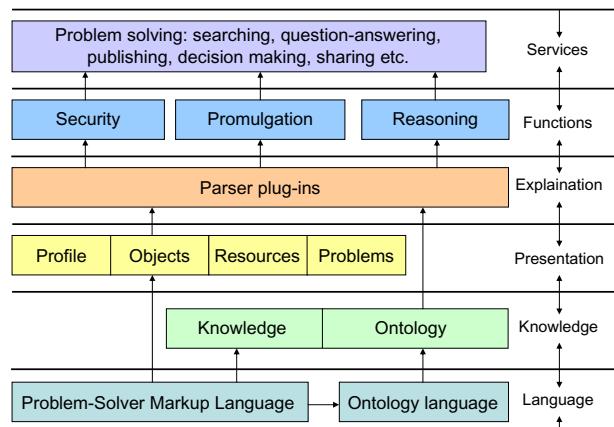 Problem solving: searching, question-answering,
publishing, decision making, sharing etc.
Services
Security
Promulgation
Reasoning
Functions
Parser plug-ins
Explaination
Profile
Objects
Resources
Problems
Presentation
Knowledge
Ontology
Knowledge
Problem-Solver Markup Language
Ontology language
Language